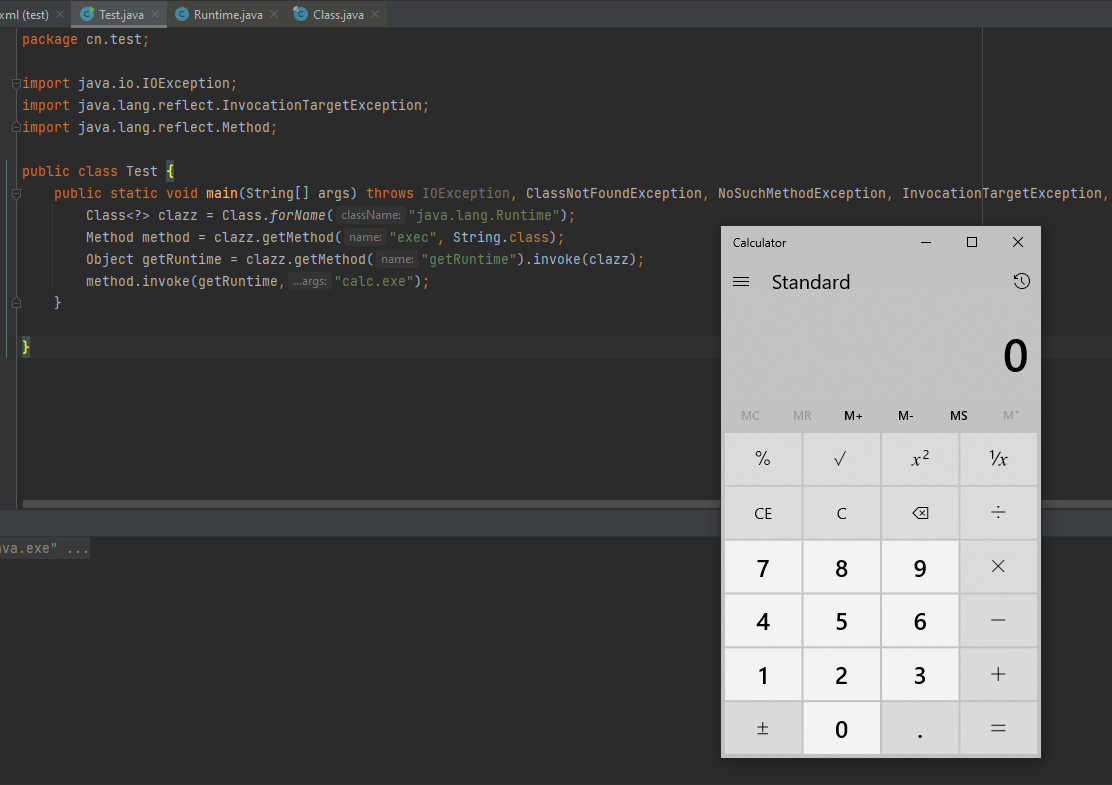 xml (test) Test.java Runtime.java Class.java
package cn.test;
import java.io.IOException;
import java.lang.reflect.InvocationTargetException;
import java.lang.reflect.Method;
public class Test {
public static void main(String[] args) throws IOException, ClassNotFoundException, NoSuchMethodException, InvocationTargetException,
Class<?> clazz = Class.forName( className: "java.lang.Runtime");
Method method = clazz.getMethod( name: "exec", String.class);
Object getRuntime = clazz.getMethod( name: "getRuntime").invoke(clazz);
method.invoke(getRuntime, ...args: "calc.exe");
}
}
va.exe" ...
Calculator
Standard
0
MC MR M+ M- MS M˅
% √ x² ¹/x
CE C ⌫ ÷
7 8 9 ×
4 5 6 −
1 2 3 +
± 0 . =